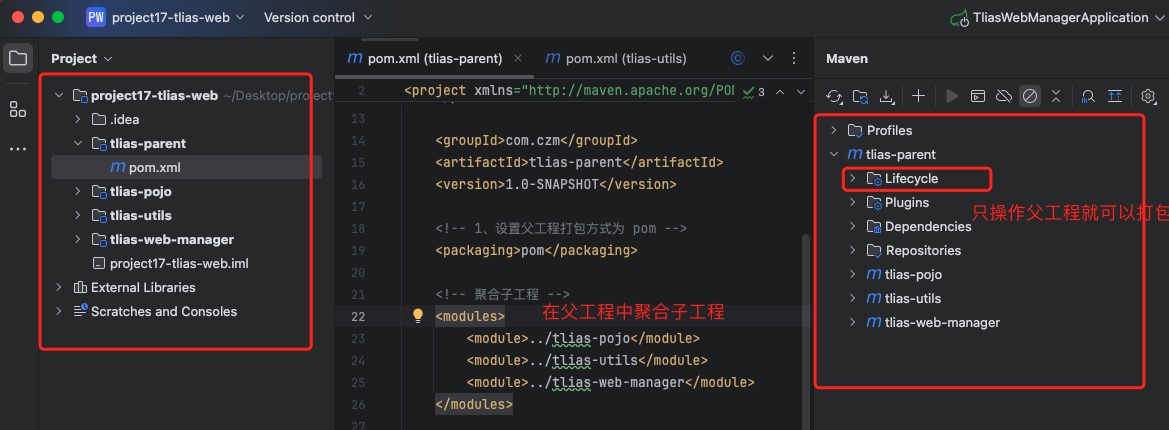 PW project17-tlias-web Version control TliasWebManagerApplication
Project
project17-tlias-web ~/Desktop/project
.idea
tlias-parent
m pom.xml
tlias-pojo
tlias-utils
tlias-web-manager
project17-tlias-web.iml
External Libraries
Scratches and Consoles
m pom.xml (tlias-parent) × m pom.xml (tlias-utils)
2 <project xmlns="http://maven.apache.org/POM 3
13
14 <groupId>com.czm</groupId>
15 <artifactId>tlias-parent</artifactId>
16 <version>1.0-SNAPSHOT</version>
17
18 <!-- 1、设置父工程打包方式为 pom -->
19 <packaging>pom</packaging>
20
21 <!-- 聚合子工程 -->
22 <modules> 在父工程中聚合子工程
23 <module>../tlias-pojo</module>
24 <module>../tlias-utils</module>
25 <module>../tlias-web-manager</module>
26 </modules>
27
Maven
Profiles
m tlias-parent
Lifecycle
Plugins
只操作父工程就可以打包
Dependencies
Repositories
m tlias-pojo
m tlias-utils
m tlias-web-manager